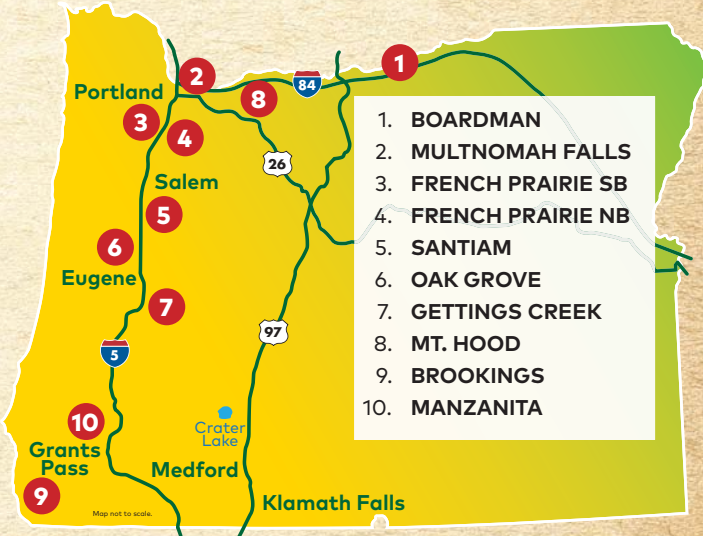 1
2
84
Portland
8
3
4
26
Salem
5
6
Eugene
7
97
5
10
Crater
Lake
Grants
Pass
Medford
9
Klamath Falls
Map not to scale.
1. BOARDMAN
2. MULTNOMAH FALLS
3. FRENCH PRAIRIE SB
4. FRENCH PRAIRIE NB
5. SANTIAM
6. OAK GROVE
7. GETTINGS CREEK
8. MT. HOOD
9. BROOKINGS
10. MANZANITA